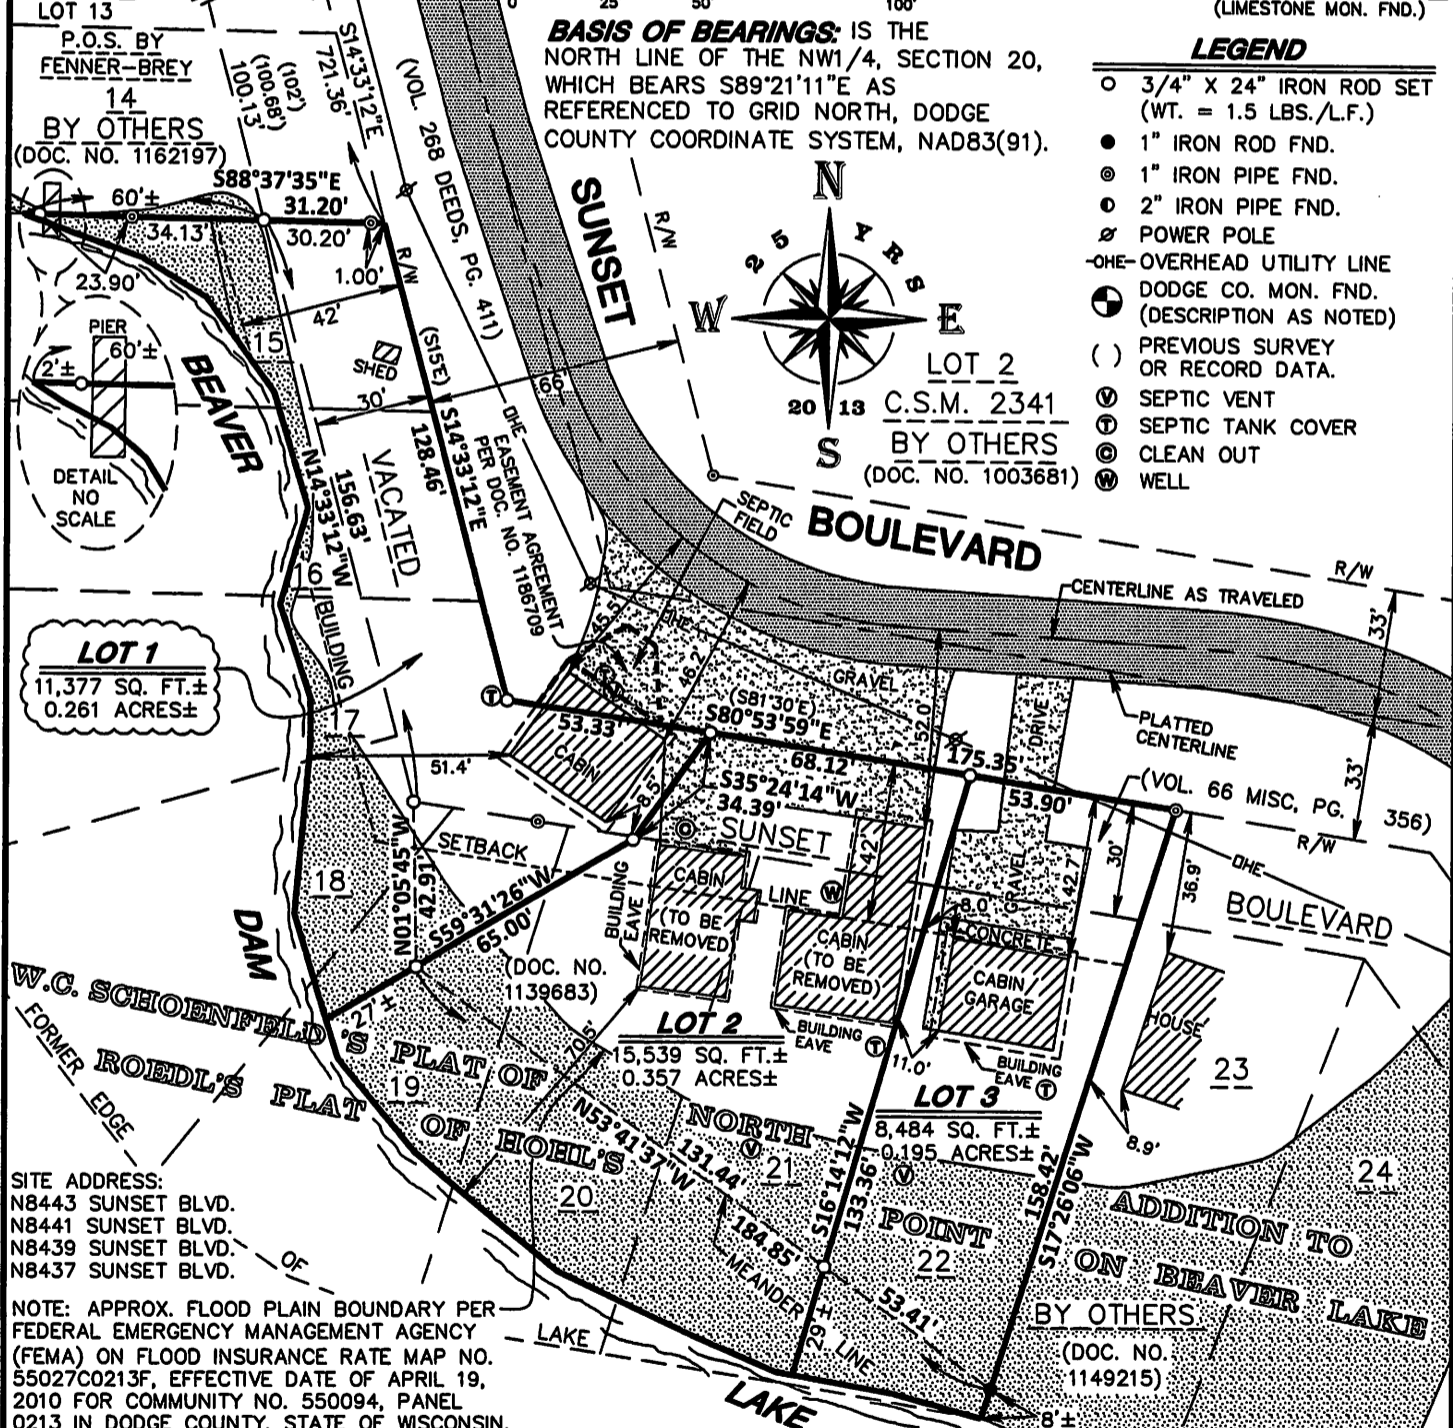 LOT 13
P.O.S. BY
FENNER-BREY
14
BY OTHERS
(DOC. NO. 1162197)
0 25 50 100'
BASIS OF BEARINGS: IS THE
NORTH LINE OF THE NW1/4, SECTION 20,
WHICH BEARS S89°21'11"E AS
REFERENCED TO GRID NORTH, DODGE
COUNTY COORDINATE SYSTEM, NAD83(91).
(LIMESTONE MON. FND.)
LEGEND
3/4" X 24" IRON ROD SET
(WT. = 1.5 LBS./L.F.)
1" IRON ROD FND.
1" IRON PIPE FND.
2" IRON PIPE FND.
POWER POLE
-OHE- OVERHEAD UTILITY LINE
DODGE CO. MON. FND.
(DESCRIPTION AS NOTED)
( ) PREVIOUS SURVEY
OR RECORD DATA.
V SEPTIC VENT
T SEPTIC TANK COVER
C CLEAN OUT
W WELL
S14°33'12"E
721.36'
(102')
(100.68')
100.13'
(VOL. 268 DEEDS, PG. 411)
S88°37'35"E
31.20'
60'±
34.13'
30.20'
23.90'
1.00'
R/W
42'
15
PIER
60'±
2'±
DETAIL
NO
SCALE
SHED
30'
66'
(S15'E)
S14°33'12"E
128.46'
OHE
EASEMENT AGREEMENT
PER DOC. NO. 1186709
BEAVER
N14°33'12"W
156.63'
VACATED
16
BUILDING
SUNSET
R/W
N
25 YRS
W
E
20 13
S
LOT 2
C.S.M. 2341
BY OTHERS
(DOC. NO. 1003681)
SEPTIC
FIELD
BOULEVARD
R/W
CENTERLINE AS TRAVELED
33'
LOT 1
11,377 SQ. FT.±
0.261 ACRES±
45.5'
OHE
46.2'
GRAVEL
(S81°30'E)
S80°53'59"E
T
53.33'
CABIN
68.12'
52.0'
175.35'
DRIVE
PLATTED
CENTERLINE
33'
17
51.4'
8.5'
S35°24'14"W
34.39'
53.90'
(VOL. 66 MISC, PG. 356)
R/W
SETBACK
C
SUNSET
42'
42.7'
30'
36.9'
OHE
18
N01°05'45"W
42.97'
S59°31'26"W
65.00'
BUILDING
EAVE
CABIN
(TO BE
REMOVED)
LINE
W
CABIN
(TO BE
REMOVED)
8.0'
GRAVEL
CONCRETE
CABIN/
GARAGE
BOULEVARD
DAM
27'±
(DOC. NO.
1139683)
70.5'
HOUSE
W.C. SCHOENFELD'S PLAT OF NORTH POINT ADDITION TO
ROEDL'S PLAT OF HOHL'S POINT ON BEAVER LAKE
LOT 2
15,539 SQ. FT.±
0.357 ACRES±
BUILDING
EAVE
T
11.0'
BUILDING
EAVE
T
23
FORMER EDGE OF LAKE
19
LOT 3
8,484 SQ. FT.±
0.195 ACRES±
8.9'
N53°41'37"W
131.44'
V
21
20
S16°14'12"W
133.36'
V
158.42'
S17°26'06"W
24
SITE ADDRESS:
N8443 SUNSET BLVD.
N8441 SUNSET BLVD.
N8439 SUNSET BLVD.
N8437 SUNSET BLVD.
184.85'
MEANDER LINE
22
53.41'
29'±
BY OTHERS
(DOC. NO.
1149215)
NOTE: APPROX. FLOOD PLAIN BOUNDARY PER
FEDERAL EMERGENCY MANAGEMENT AGENCY
(FEMA) ON FLOOD INSURANCE RATE MAP NO.
55027C0213F, EFFECTIVE DATE OF APRIL 19,
2010 FOR COMMUNITY NO. 550094, PANEL
0213 IN DODGE COUNTY, STATE OF WISCONSIN.
LAKE
8'±